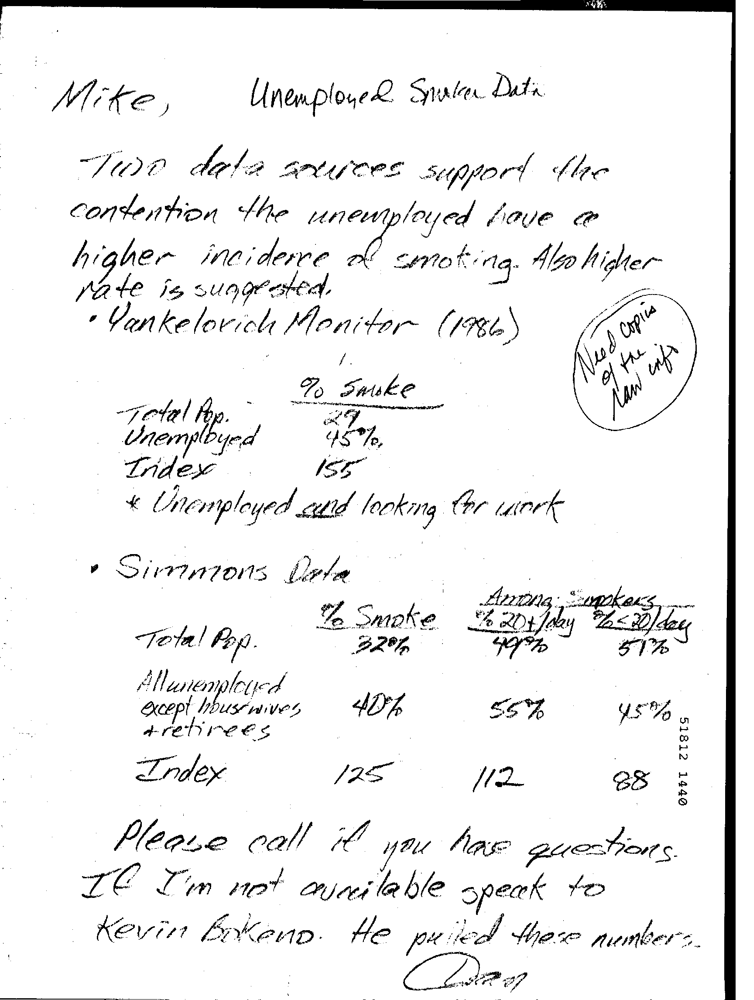 Mike, Unemployed Smoker Data
Two data sources support the
contention the unemployed have a
higher incidence of smoking. Also higher
rate is suggested.
• Yankelovich Monitor (1986)
Need copies
of the
raw info
% Smoke
Total Pop. 29
Unemployed 45%
Index 155
* Unemployed and looking for work
• Simmons Data
Among Smokers
% Smoke % 20+/day % <20/day
Total Pop. 32% 49% 51%
All unemployed
except housewives 40% 55% 45%
+ retirees
Index 125 112 88
51812 1440
Please call if you have questions.
If I'm not available speak to
Kevin Bokeno. He pulled these numbers.